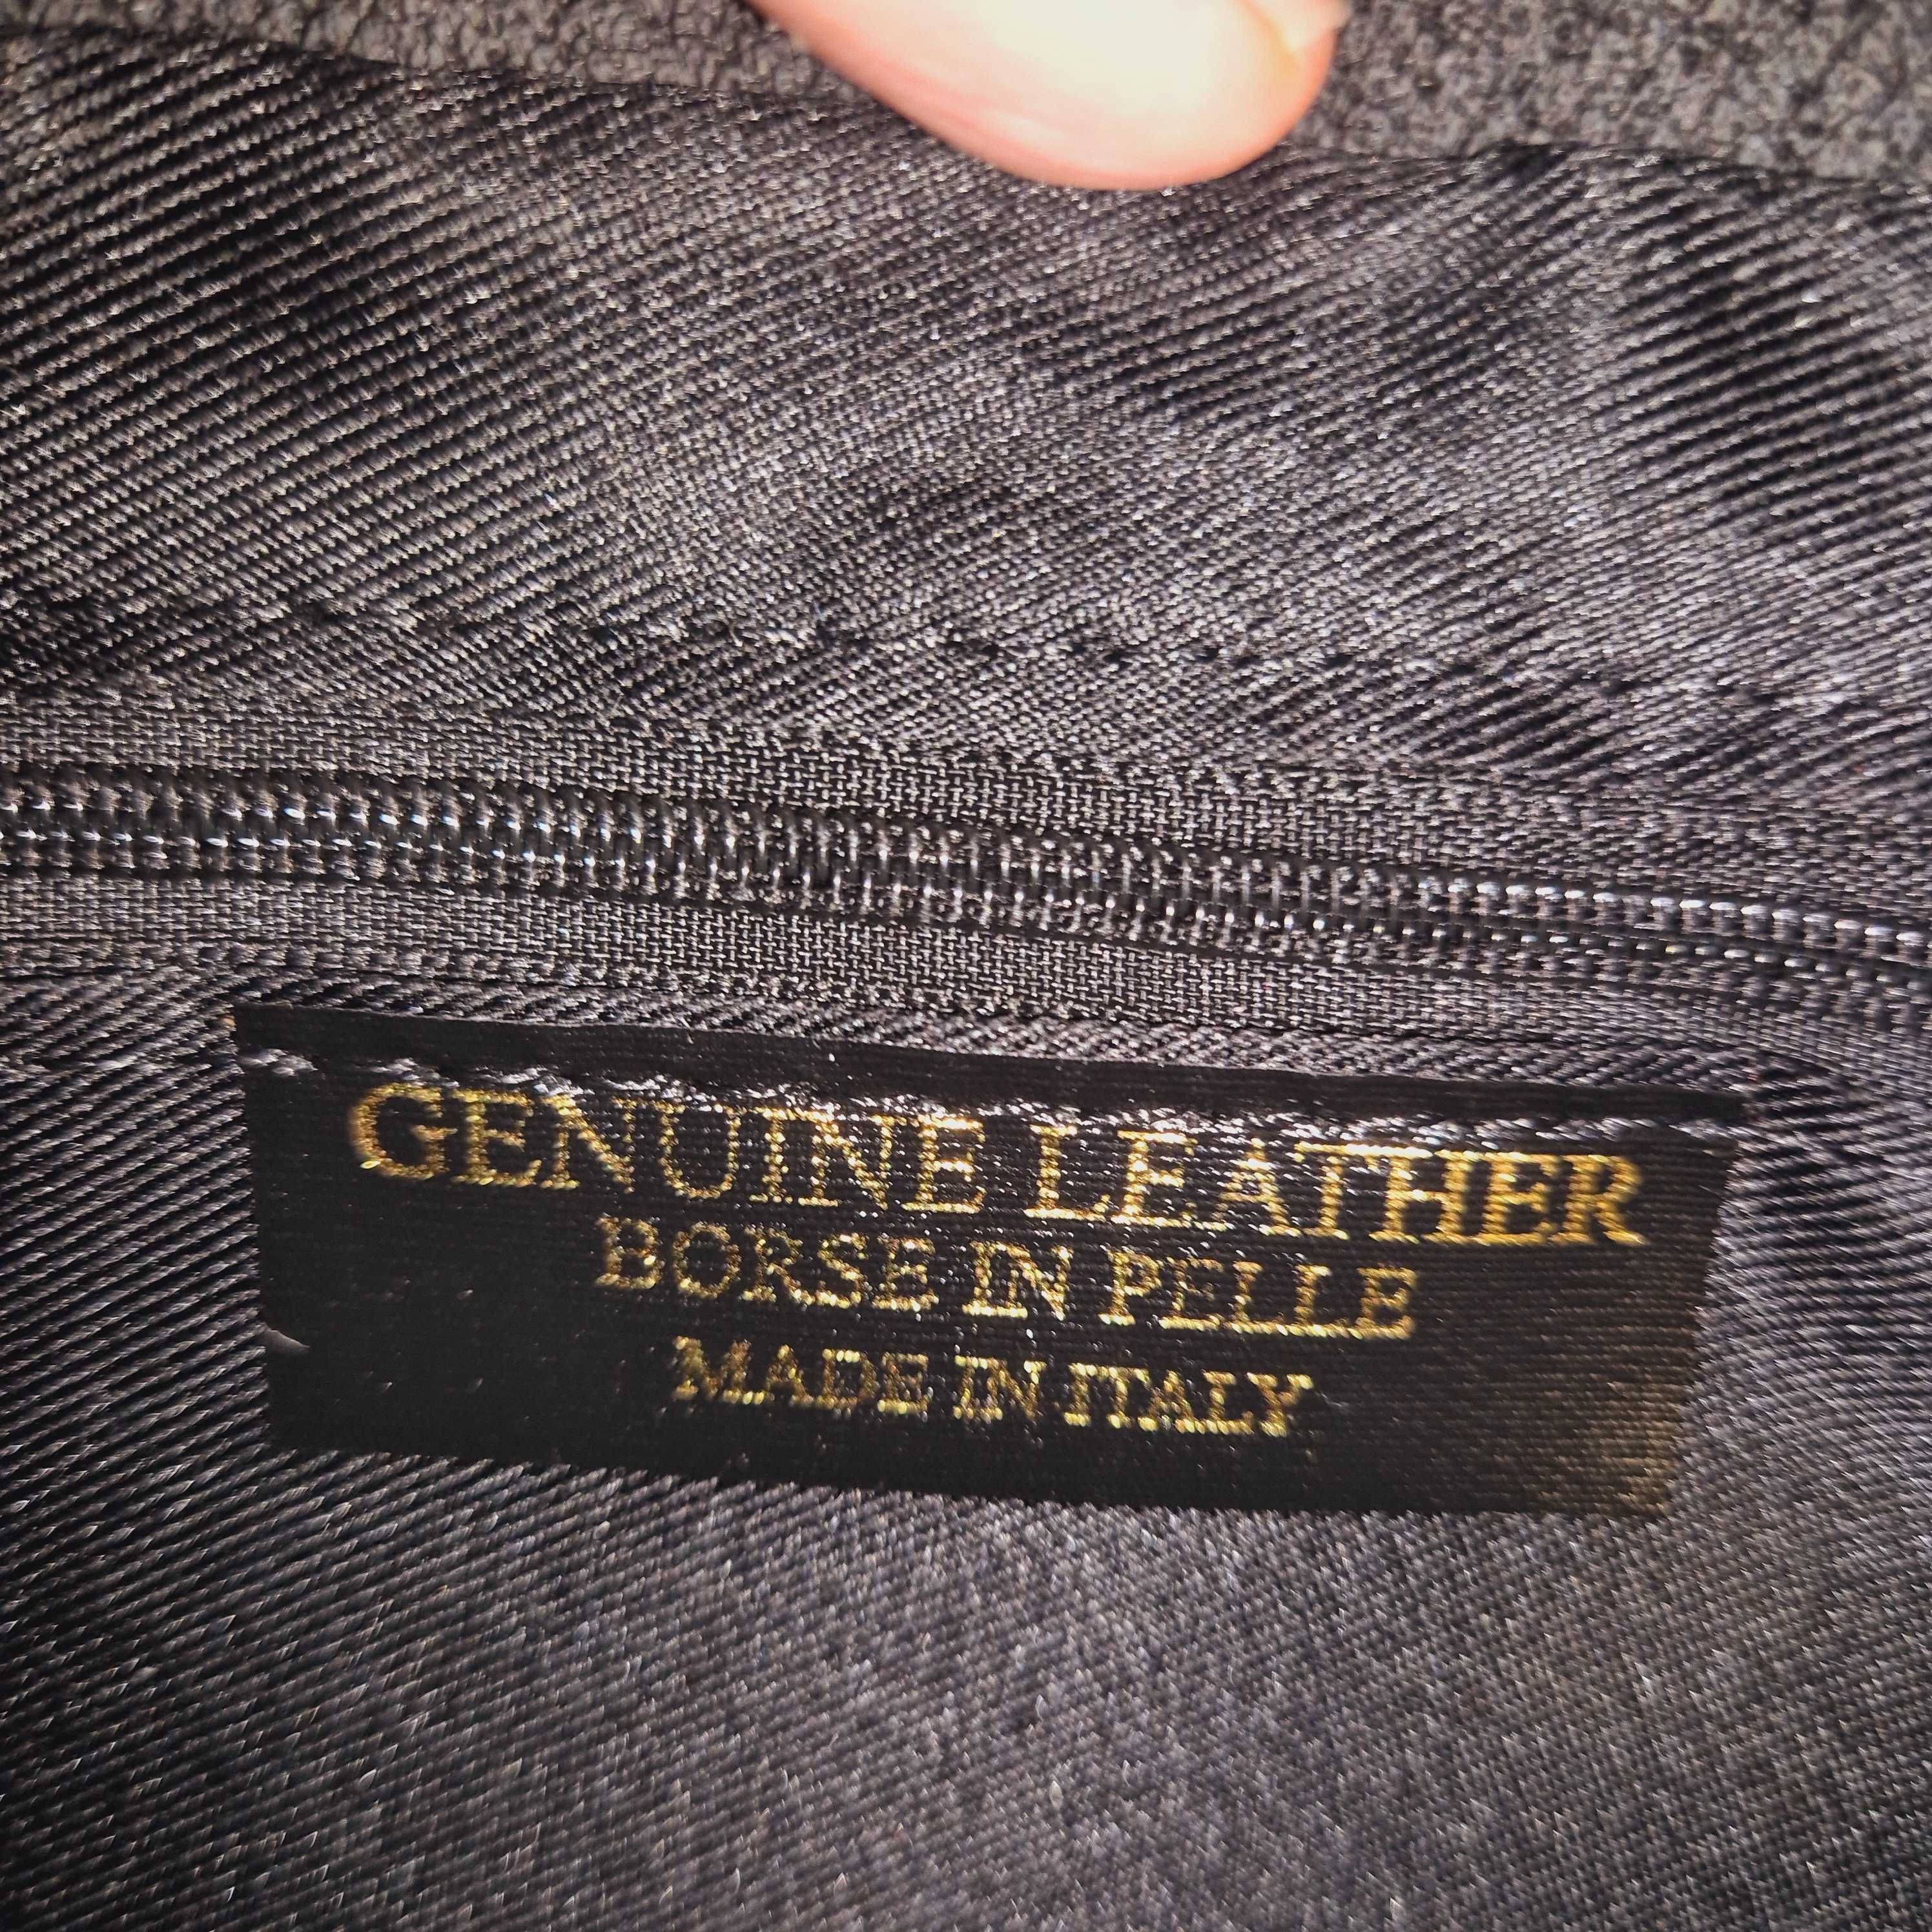 GENUINE LEATHER
BORSE IN PELLE
MADE IN ITALY